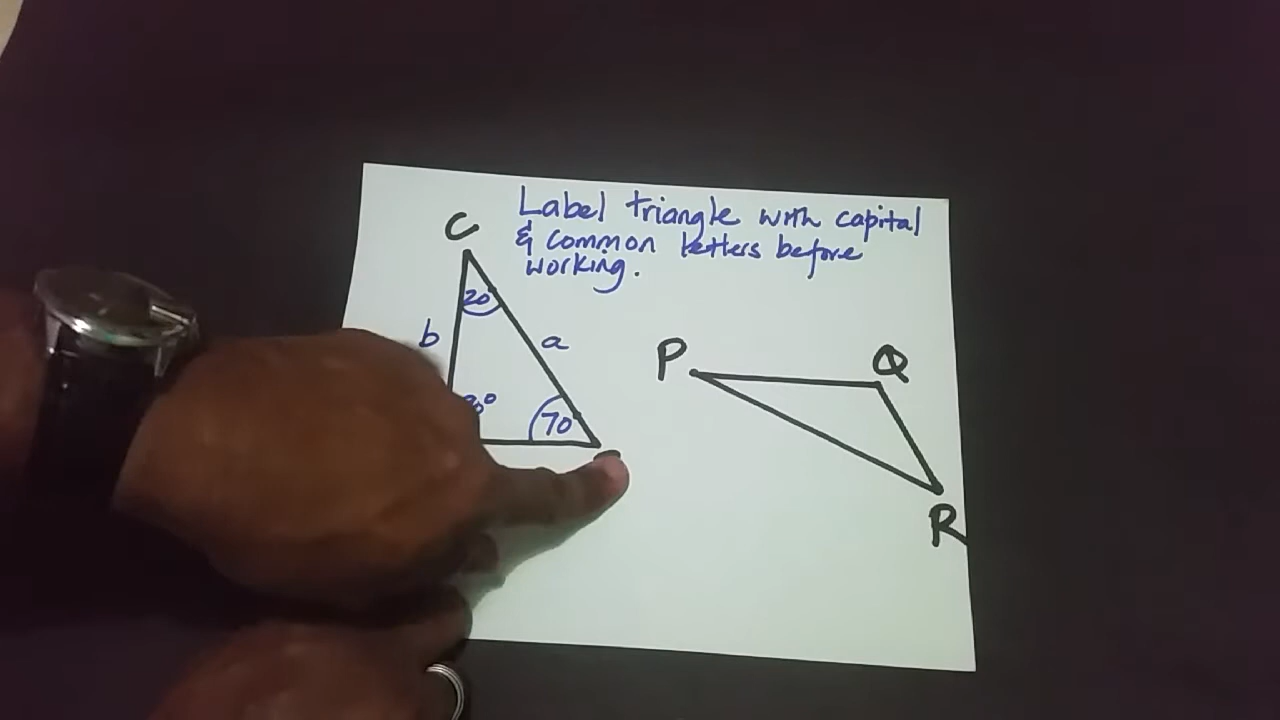 Label triangle with capital
& common letters before
working.
C
20
b
a
70
P
Q
R